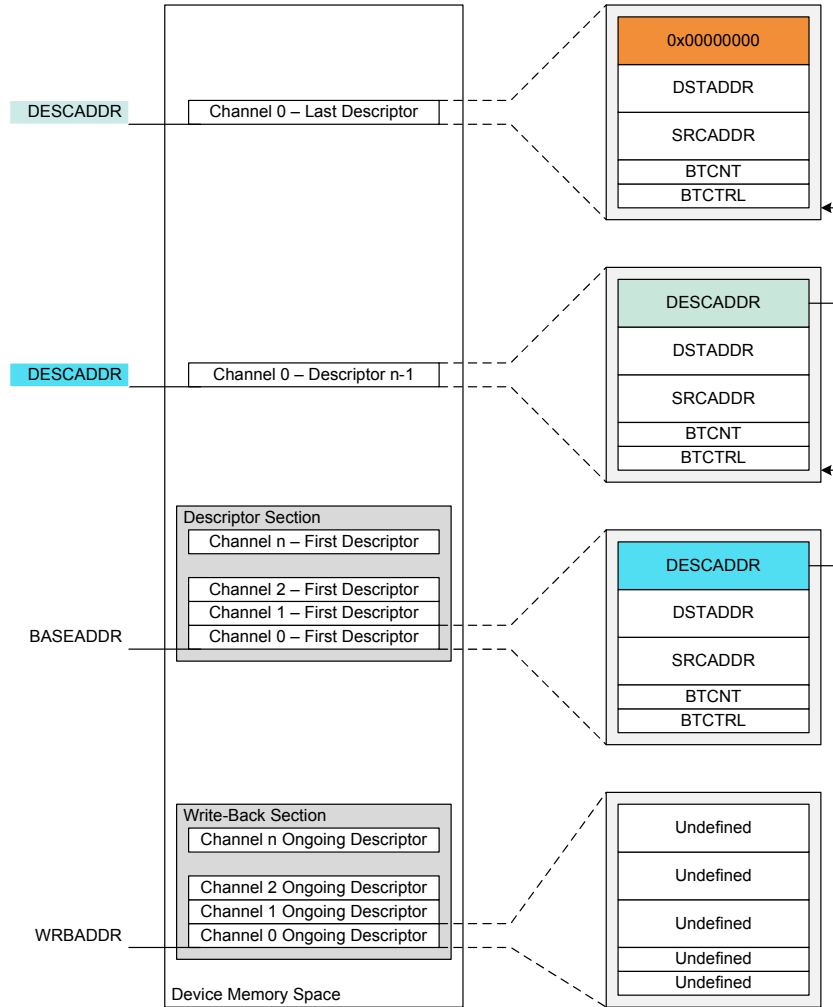 0x00000000
DSTADDR
DESCADDR
Channel 0 – Last Descriptor
SRCADDR
BTCNT
BTCTRL
DESCADDR
DSTADDR
DESCADDR
Channel 0 – Descriptor n-1
SRCADDR
BTCNT
BTCTRL
Descriptor Section
Channel n – First Descriptor
DESCADDR
Channel 2 – First Descriptor
Channel 1 – First Descriptor
DSTADDR
BASEADDR
Channel 0 – First Descriptor
SRCADDR
BTCNT
BTCTRL
Write-Back Section
Channel n Ongoing Descriptor
Undefined
Channel 2 Ongoing Descriptor
Undefined
Channel 1 Ongoing Descriptor
WRBADDR
Channel 0 Ongoing Descriptor
Undefined
Undefined
Undefined
Device Memory Space